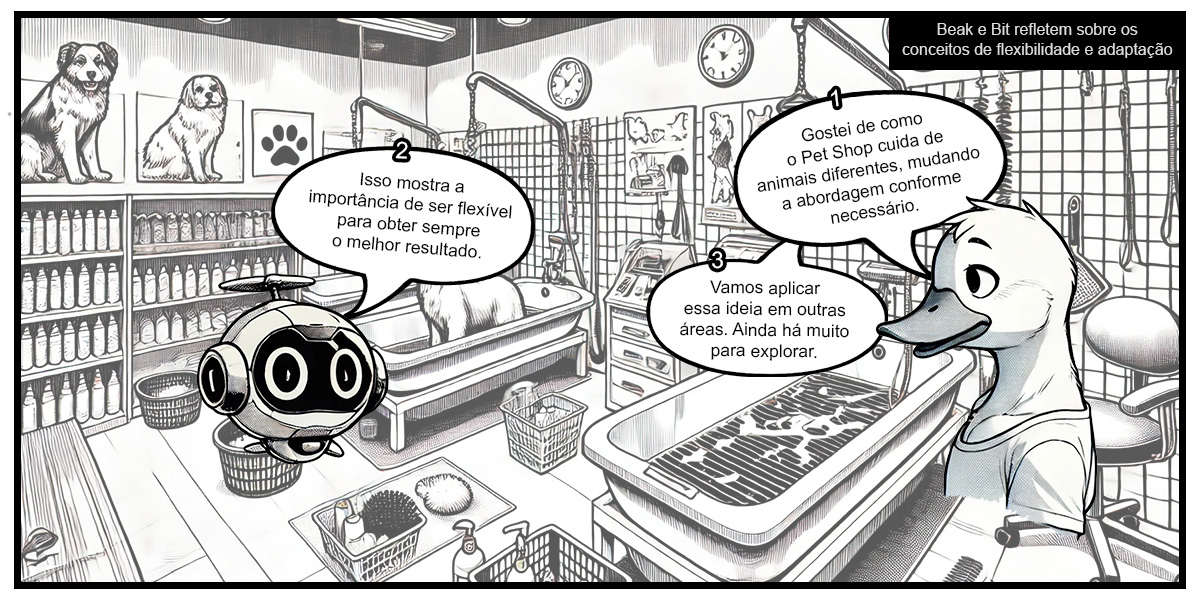 Beak e Bit refletem sobre os
conceitos de flexibilidade e adaptação
1
Gostei de como
o Pet Shop cuida de
animais diferentes, mudando
a abordagem conforme
necessário.
2
Isso mostra a
importância de ser flexível
para obter sempre
o melhor resultado.
3
Vamos aplicar
essa ideia em outras
áreas. Ainda há muito
para explorar.